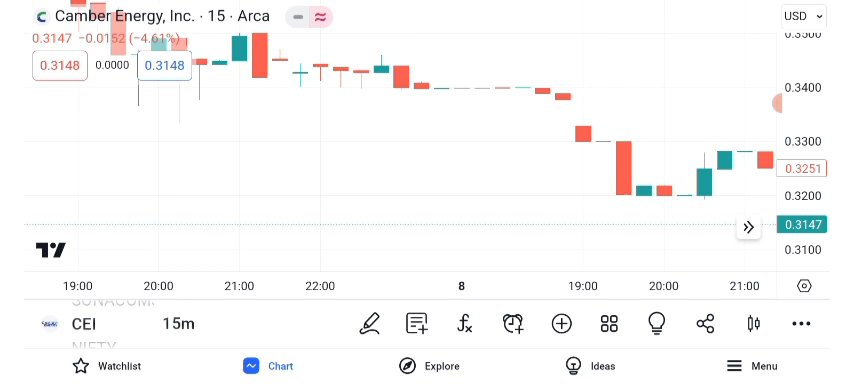 Camber Energy, Inc. · 15 · Arca
USD
0.3147 −0.0152 (−4.61%)
0.3500
0.3148 0.0000 0.3148
0.3400
0.3300
0.3251
0.3200
0.3147
0.3100
19:00 20:00 21:00 22:00 8 19:00 20:00 21:00
CEI 15m
NIFTY
Watchlist Chart Explore Ideas Menu